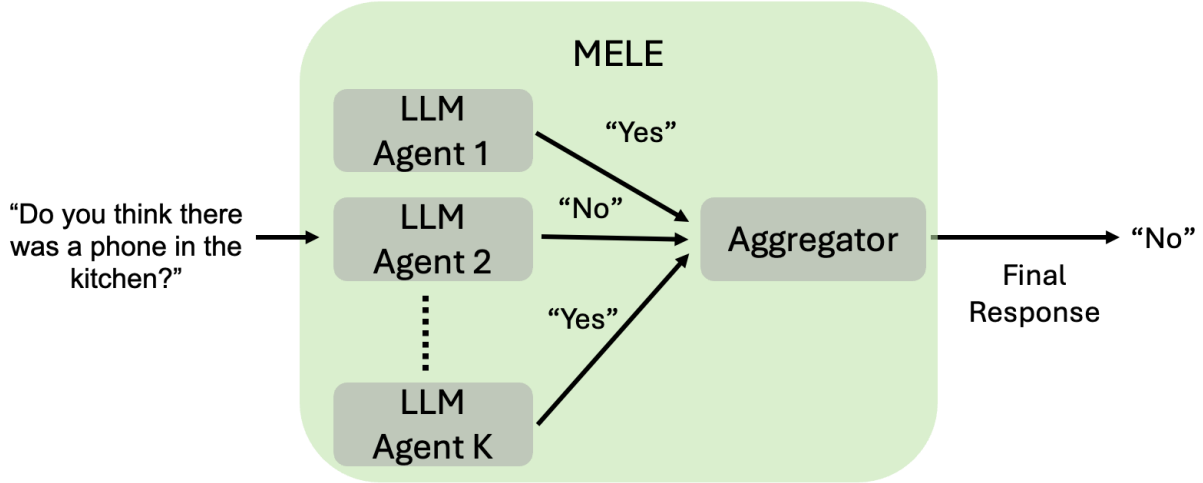 MELE
“Do you think there
was a phone in the
kitchen?”
LLM
Agent 1
“Yes”
LLM
Agent 2
“No”
LLM
Agent K
“Yes”
Aggregator
Final
Response
“No”